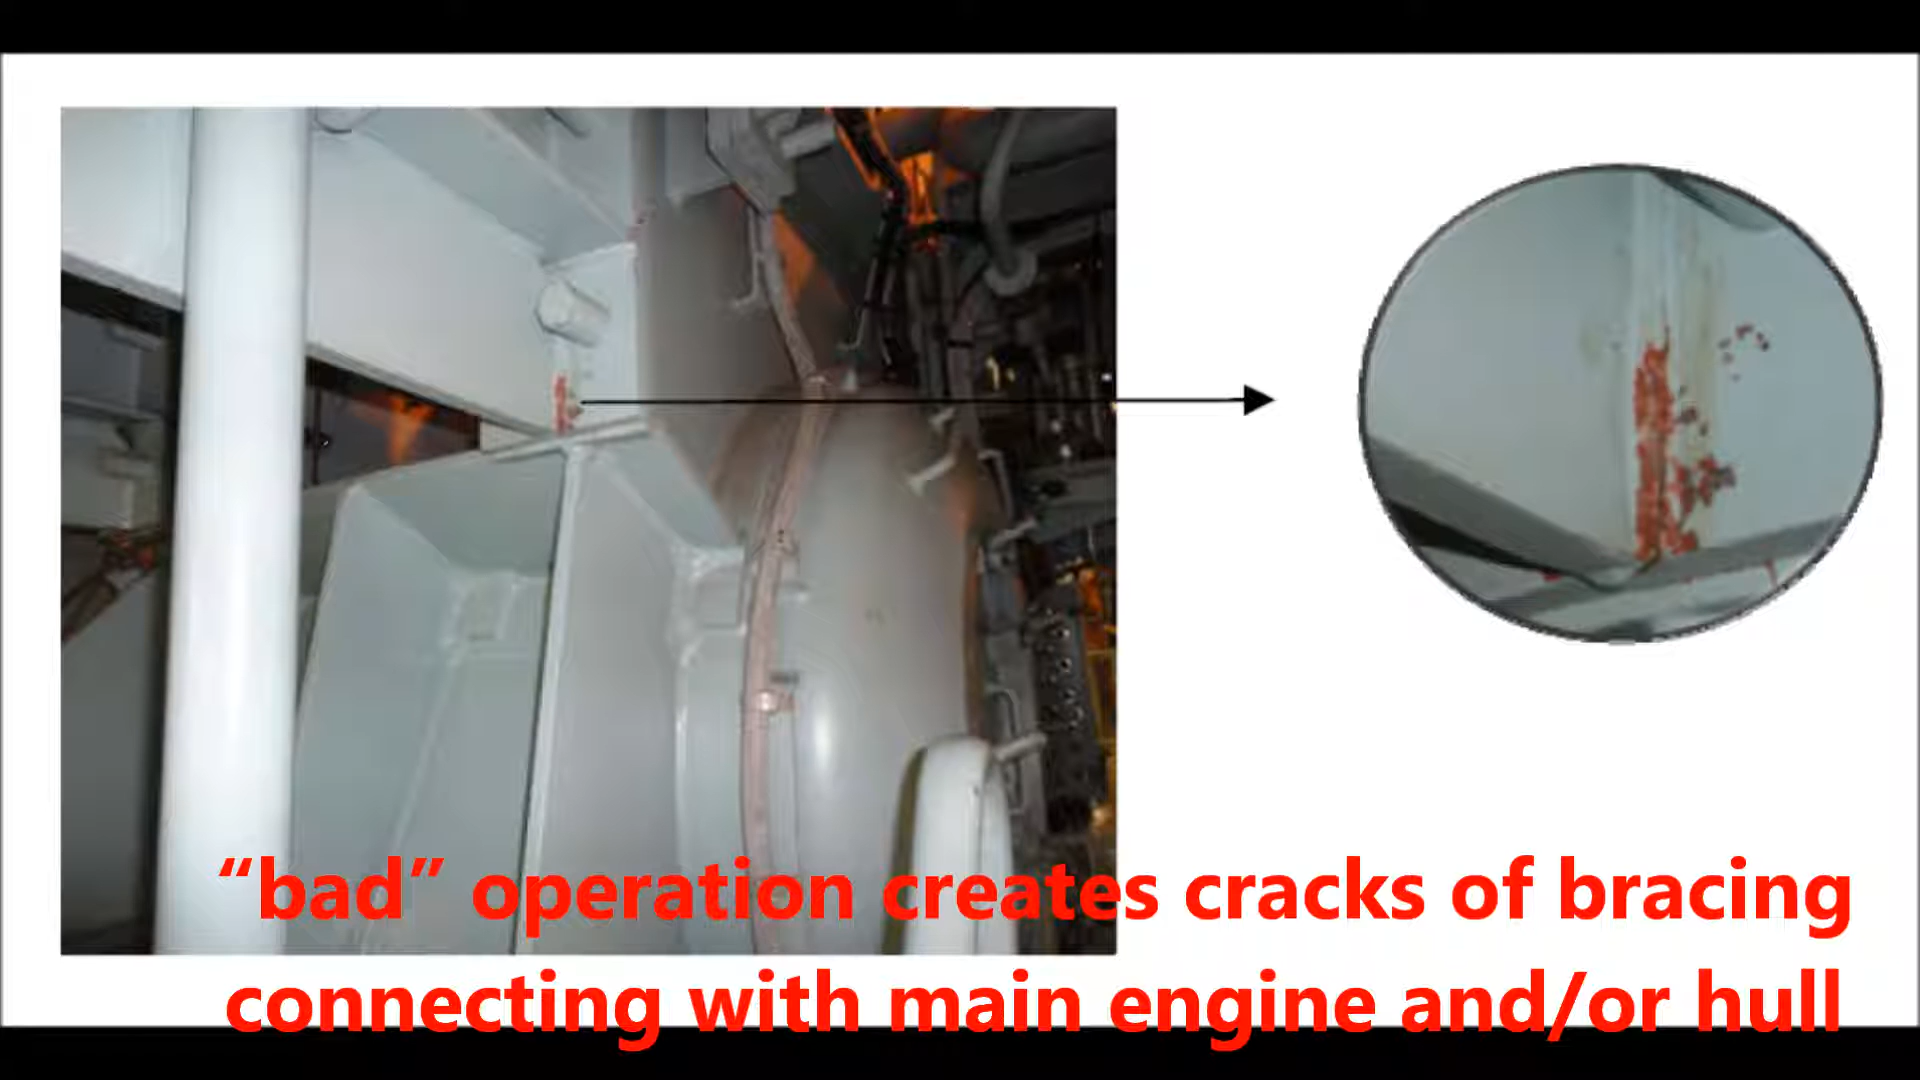 “bad” operation creates cracks of bracing
connecting with main engine and/or hull